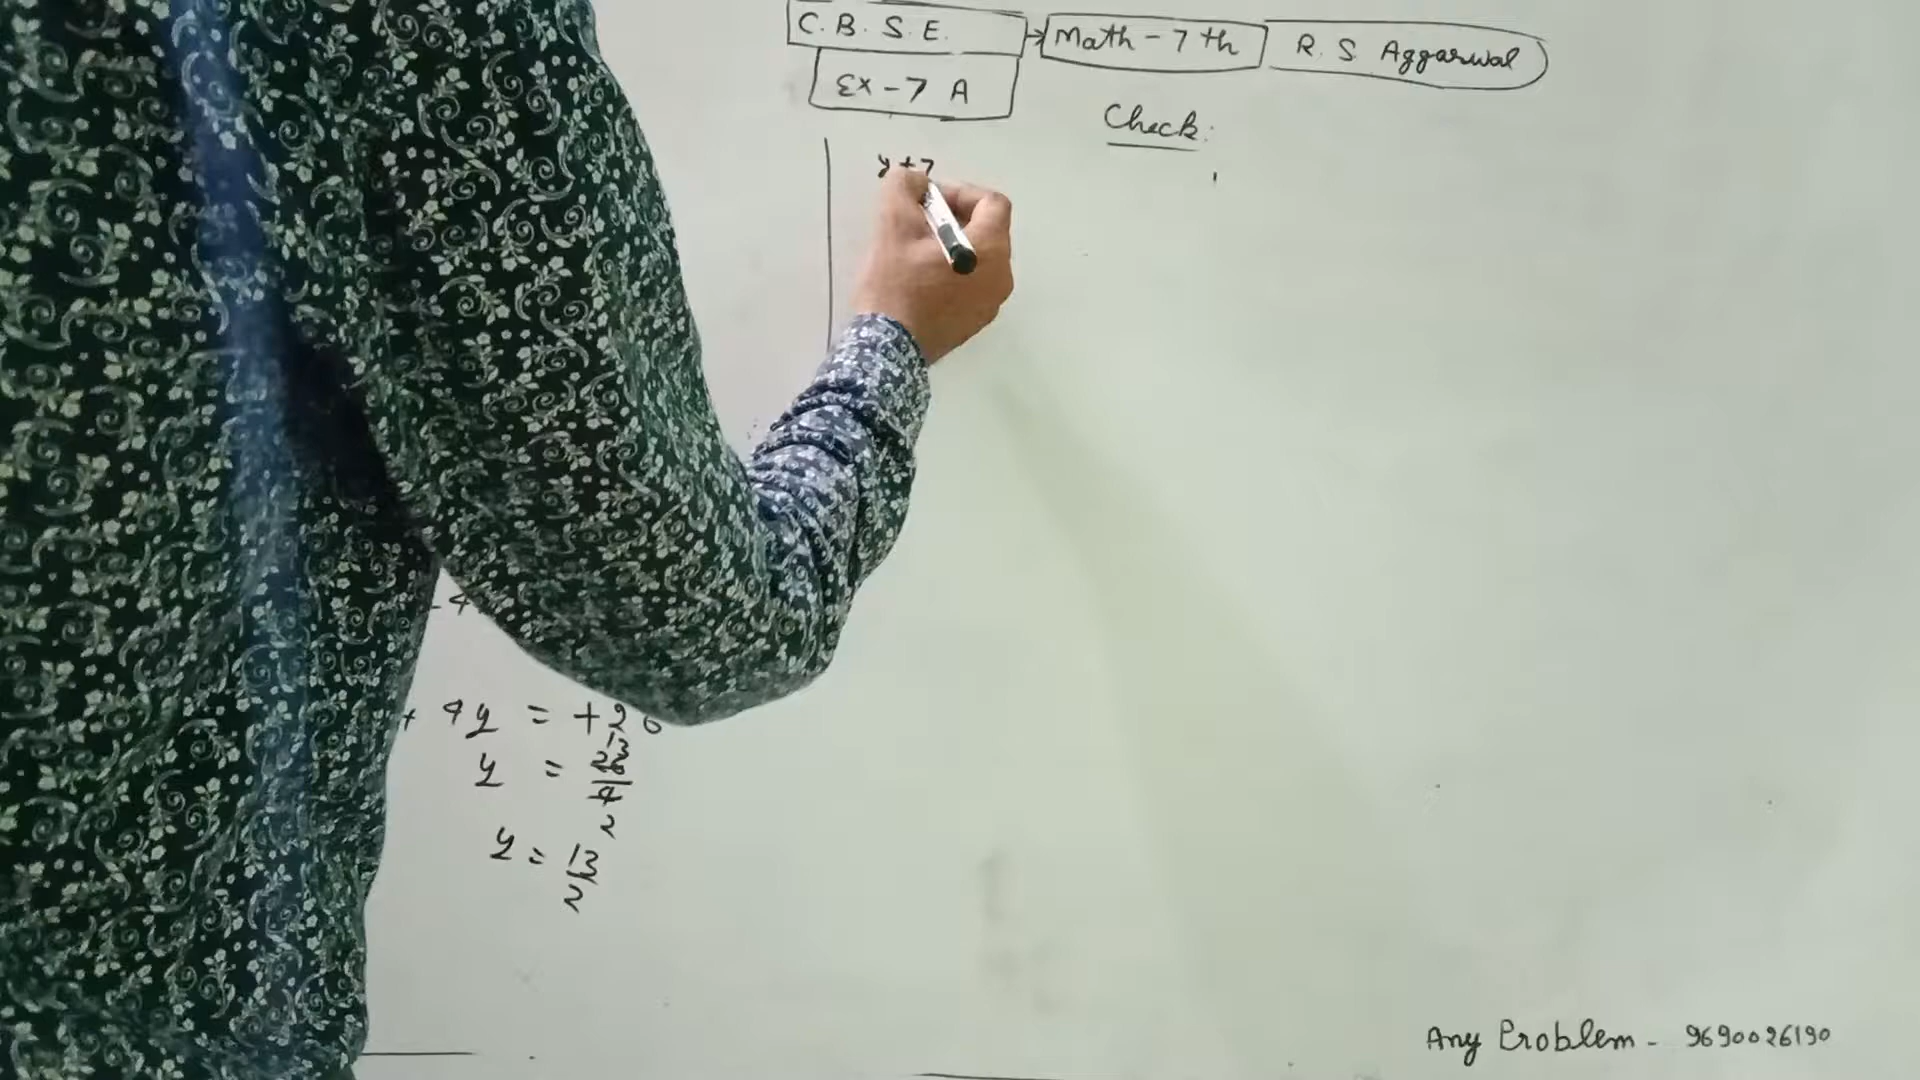 C.B.S.E. → Math - 7 th R.S Aggarwal
Ex - 7 A
Check:
y + 7
- 4
+ 4y = + 26
y = 26/4 13 2
y = 13/2
Any Problem - 9690026190